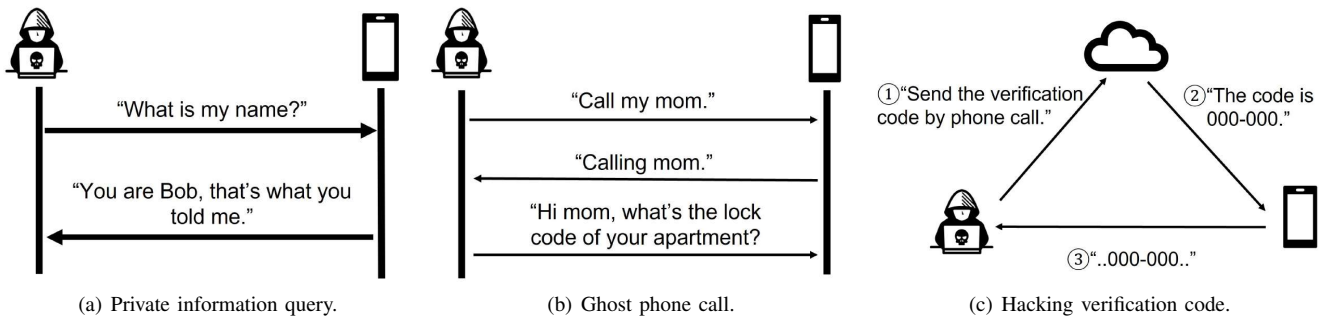 “What is my name?”
“You are Bob, that’s what you
told me.”
(a) Private information query.
“Call my mom.”
“Calling mom.”
“Hi mom, what’s the lock
code of your apartment?
(b) Ghost phone call.
①“Send the verification
code by phone call.”
②“The code is
000-000.”
③“..000-000..”
(c) Hacking verification code.